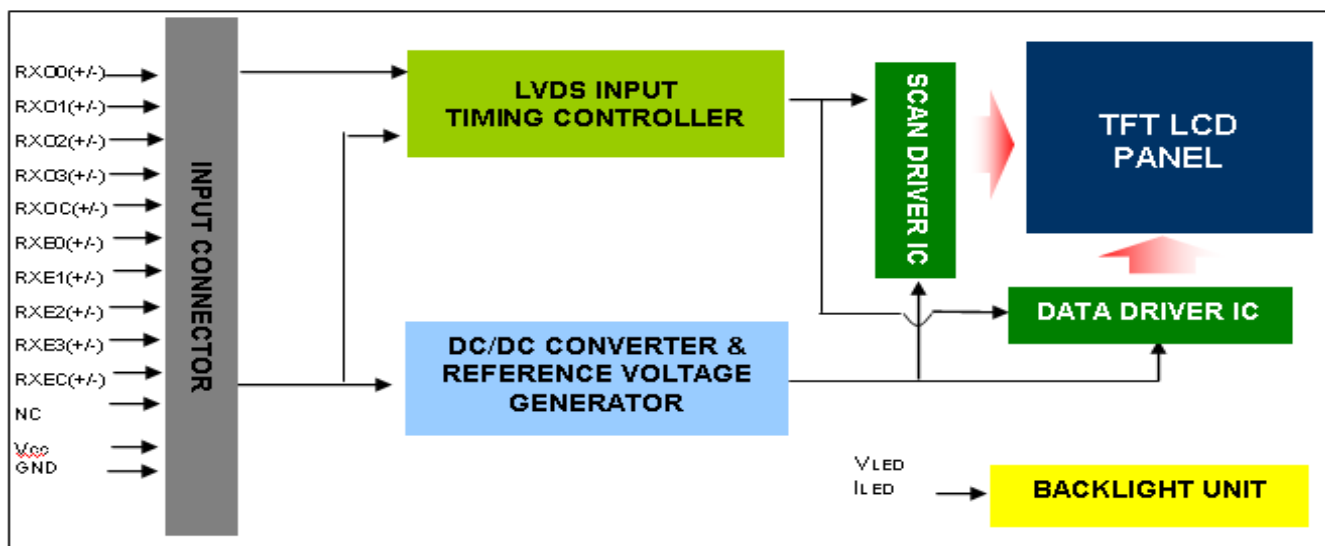 RXO0(+/-)
RXO1(+/-)
RXO2(+/-)
RXO3(+/-)
RXOC(+/-)
RXE0(+/-)
RXE1(+/-)
RXE2(+/-)
RXE3(+/-)
RXEC(+/-)
NC
Vcc
GND
INPUT CONNECTOR
LVDS INPUT
TIMING CONTROLLER
DC/DC CONVERTER &
REFERENCE VOLTAGE
GENERATOR
SCAN DRIVER IC
TFT LCD
PANEL
DATA DRIVER IC
VLED
ILED
BACKLIGHT UNIT